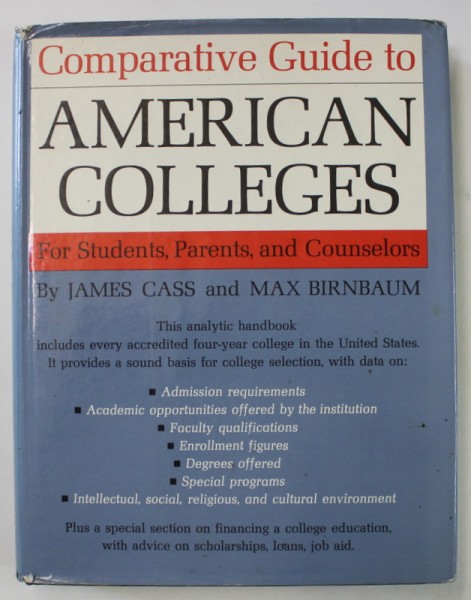 Comparative Guide to
AMERICAN
COLLEGES
For Students, Parents, and Counselors
By JAMES CASS and MAX BIRNBAUM
This analytic handbook
includes every accredited four-year college in the United States.
It provides a sound basis for college selection, with data on:
■ Admission requirements
■ Academic opportunities offered by the institution
■ Faculty qualifications
■ Enrollment figures
■ Degrees offered
■ Special programs
■ Intellectual, social, religious, and cultural environment
Plus a special section on financing a college education,
with advice on scholarships, loans, job aid.